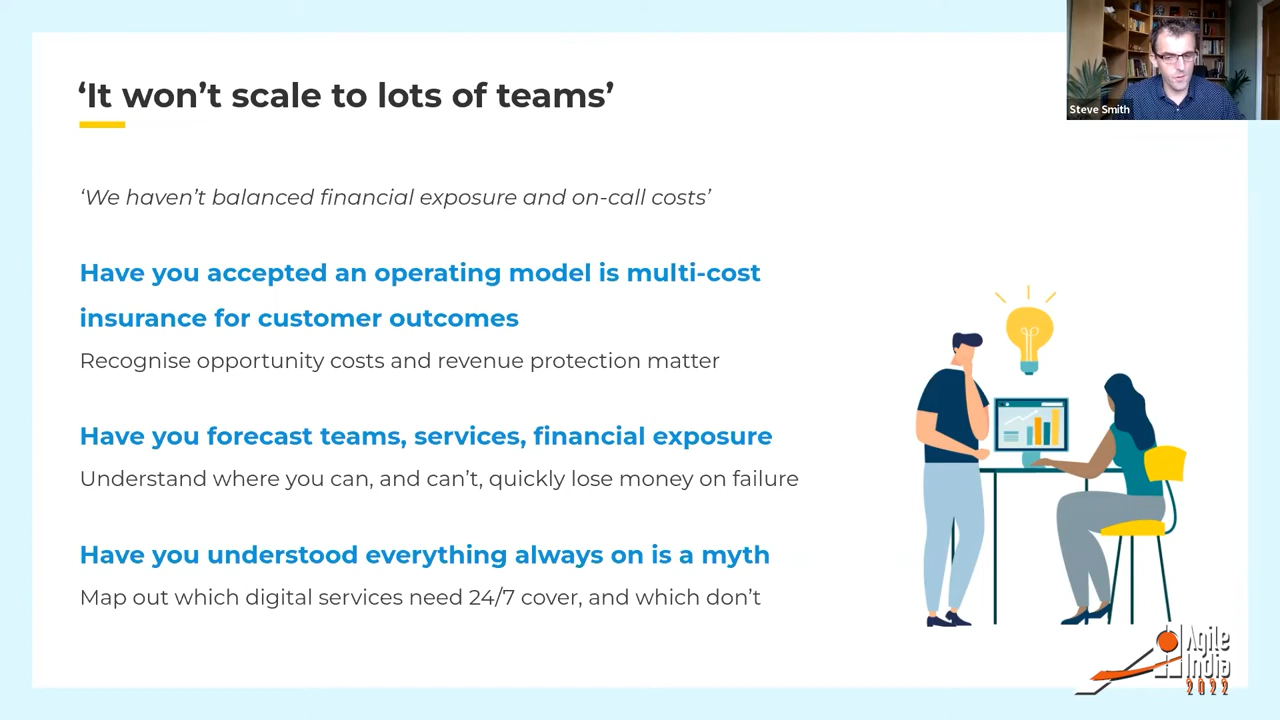 ‘It won’t scale to lots of teams’
Steve Smith
‘We haven’t balanced financial exposure and on-call costs’
Have you accepted an operating model is multi-cost
insurance for customer outcomes
Recognise opportunity costs and revenue protection matter
Have you forecast teams, services, financial exposure
Understand where you can, and can’t, quickly lose money on failure
Have you understood everything always on is a myth
Map out which digital services need 24/7 cover, and which don’t
Agile
India
2022